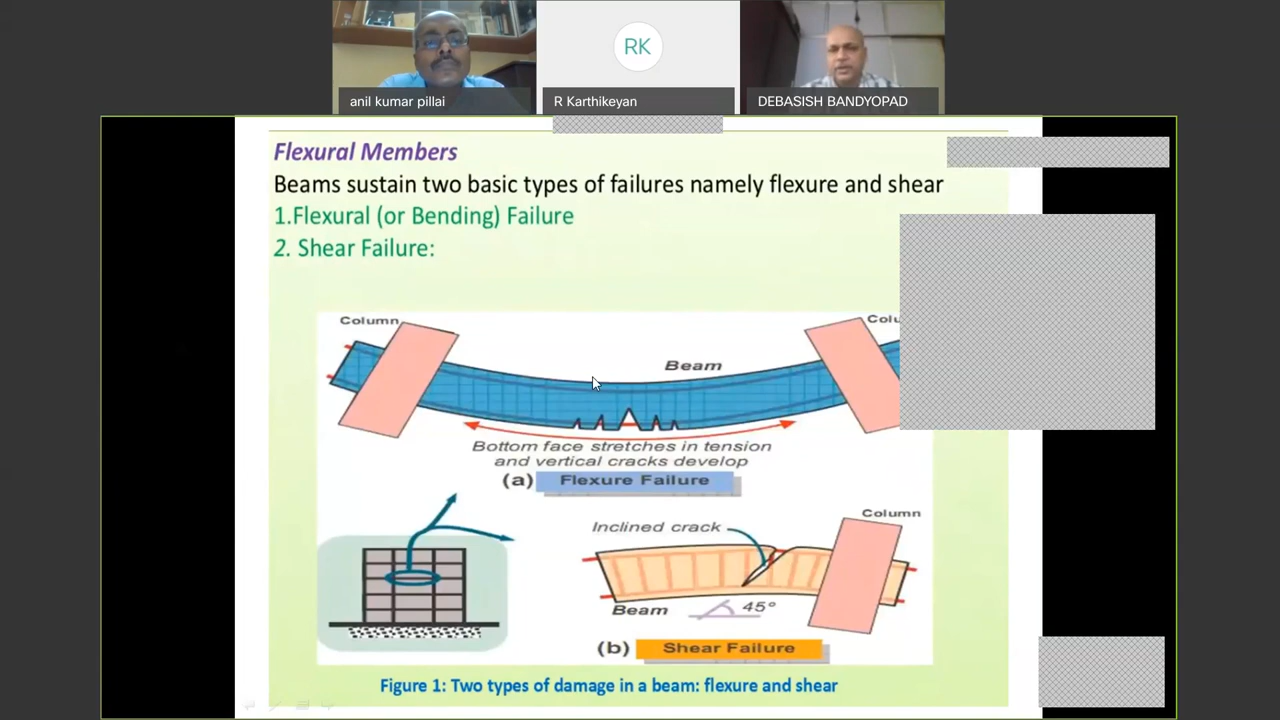 anil kumar pillai
RK
R Karthikeyan
DEBASISH BANDYOPAD
Flexural Members
Beams sustain two basic types of failures namely flexure and shear
1.Flexural (or Bending) Failure
2. Shear Failure:
Column
Colu
Beam
Bottom face stretches in tension
and vertical cracks develop
(a) Flexure Failure
Column
Inclined crack
Beam
45°
(b) Shear Failure
Figure 1: Two types of damage in a beam: flexure and shear